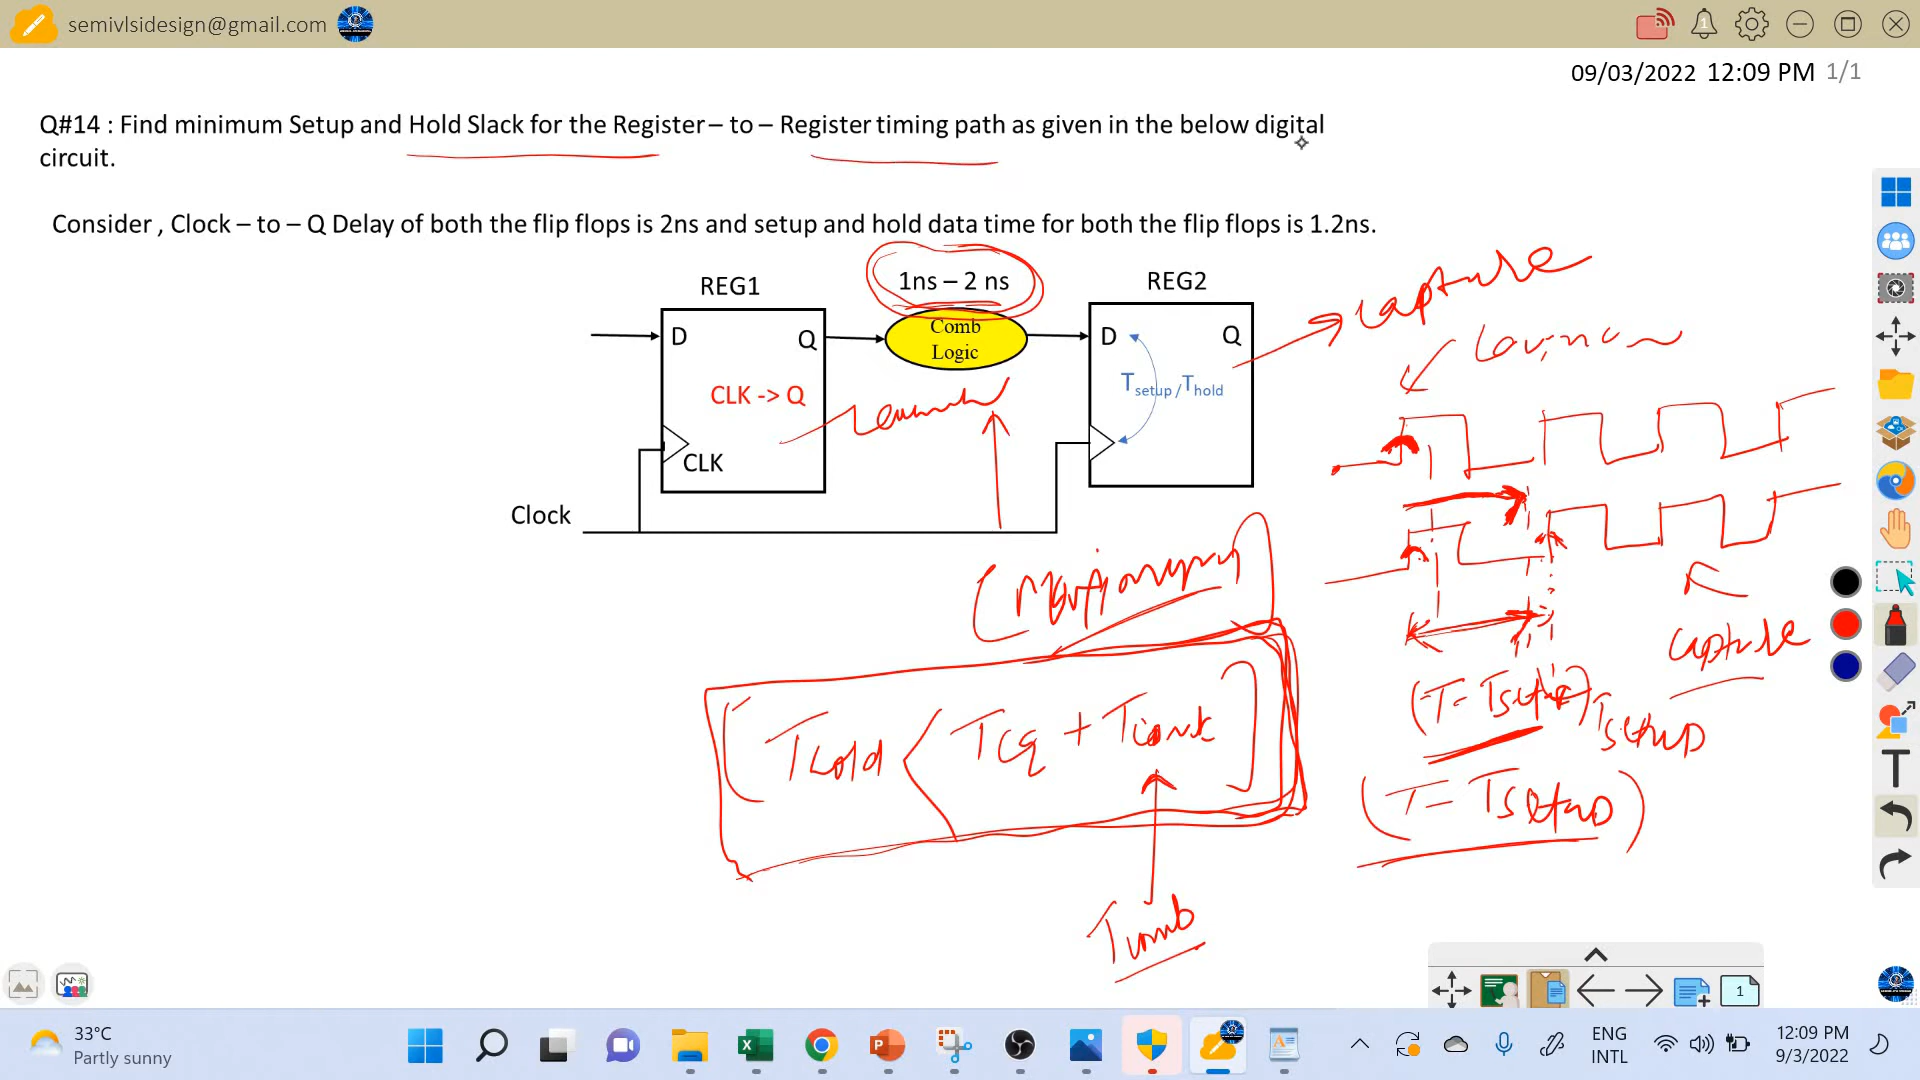 semivlsidesign@gmail.com
1
09/03/2022 12:09 PM 1/1
Q#14 : Find minimum Setup and Hold Slack for the Register – to – Register timing path as given in the below digital
circuit.
Consider , Clock – to – Q Delay of both the flip flops is 2ns and setup and hold data time for both the flip flops is 1.2ns.
REG1
1ns – 2 ns
REG2
capture
D
Q
Comb
Logic
D
Q
CLK -> Q
Tsetup /Thold
CLK
Clock
Capture
Thold < Tcq + Tcomb
Tsetup
(T - Tsetup)
Tcomb
1
T
33°C
Partly sunny
ENG
INTL
12:09 PM
9/3/2022